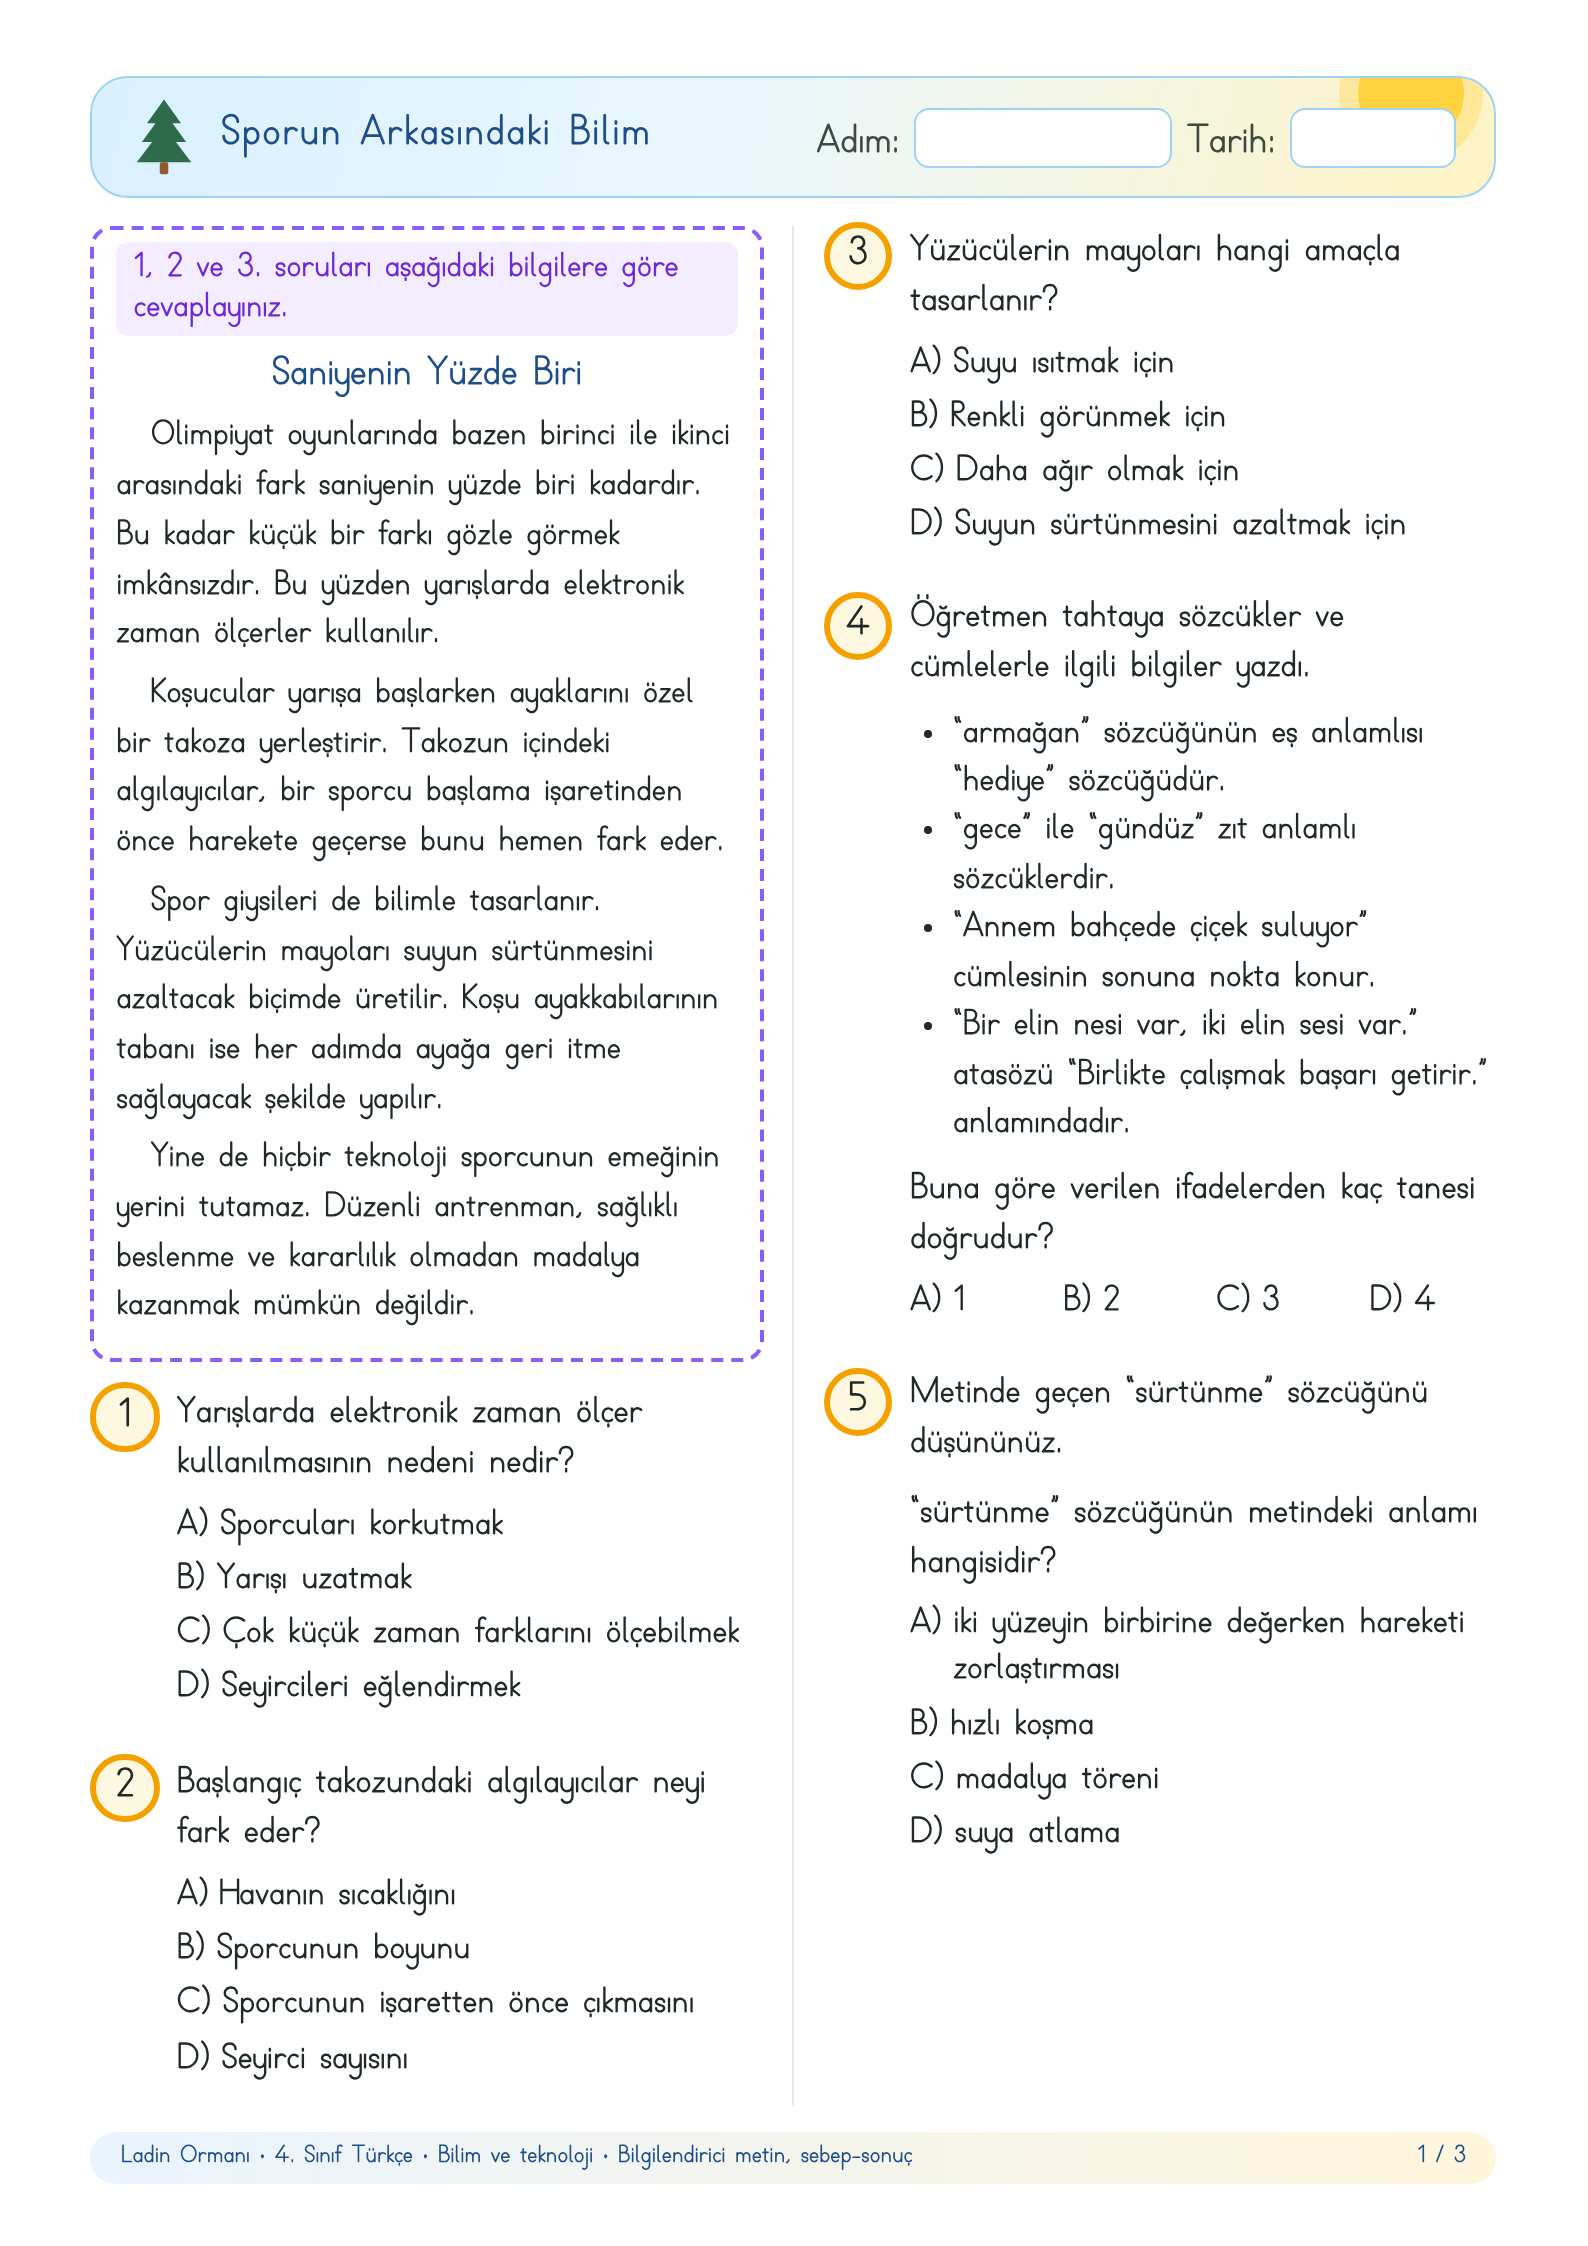 Sporun Arkasındaki Bilim
Adım:
Tarih:
1, 2 ve 3. soruları aşağıdaki bilgilere göre
cevaplayınız.
Saniyenin Yüzde Biri
Olimpiyat oyunlarında bazen birinci ile ikinci
arasındaki fark saniyenin yüzde biri kadardır.
Bu kadar küçük bir farkı gözle görmek
imkânsızdır. Bu yüzden yarışlarda elektronik
zaman ölçerler kullanılır.
Koşucular yarışa başlarken ayaklarını özel
bir takoza yerleştirir. Takozun içindeki
algılayıcılar, bir sporcu başlama işaretinden
önce harekete geçerse bunu hemen fark eder.
Spor giysileri de bilimle tasarlanır.
Yüzücülerin mayoları suyun sürtünmesini
azaltacak biçimde üretilir. Koşu ayakkabılarının
tabanı ise her adımda ayağa geri itme
sağlayacak şekilde yapılır.
Yine de hiçbir teknoloji sporcunun emeğinin
yerini tutamaz. Düzenli antrenman, sağlıklı
beslenme ve kararlılık olmadan madalya
kazanmak mümkün değildir.
1
Yarışlarda elektronik zaman ölçer
kullanılmasının nedeni nedir?
A) Sporcuları korkutmak
B) Yarışı uzatmak
C) Çok küçük zaman farklarını ölçebilmek
D) Seyircileri eğlendirmek
2
Başlangıç takozundaki algılayıcılar neyi
fark eder?
A) Havanın sıcaklığını
B) Sporcunun boyunu
C) Sporcunun işaretten önce çıkmasını
D) Seyirci sayısını
3
Yüzücülerin mayoları hangi amaçla
tasarlanır?
A) Suyu ısıtmak için
B) Renkli görünmek için
C) Daha ağır olmak için
D) Suyun sürtünmesini azaltmak için
4
Öğretmen tahtaya sözcükler ve
cümlelerle ilgili bilgiler yazdı.
• “armağan” sözcüğünün eş anlamlısı
“hediye” sözcüğüdür.
• “gece” ile “gündüz” zıt anlamlı
sözcüklerdir.
• “Annem bahçede çiçek suluyor”
cümlesinin sonuna nokta konur.
• “Bir elin nesi var, iki elin sesi var.”
atasözü “Birlikte çalışmak başarı getirir.”
anlamındadır.
Buna göre verilen ifadelerden kaç tanesi
doğrudur?
A) 1 B) 2 C) 3 D) 4
5
Metinde geçen “sürtünme” sözcüğünü
düşününüz.
“sürtünme” sözcüğünün metindeki anlamı
hangisidir?
A) iki yüzeyin birbirine değerken hareketi
zorlaştırması
B) hızlı koşma
C) madalya töreni
D) suya atlama
Ladin Ormanı • 4. Sınıf Türkçe • Bilim ve teknoloji • Bilgilendirici metin, sebep-sonuç
1 / 3